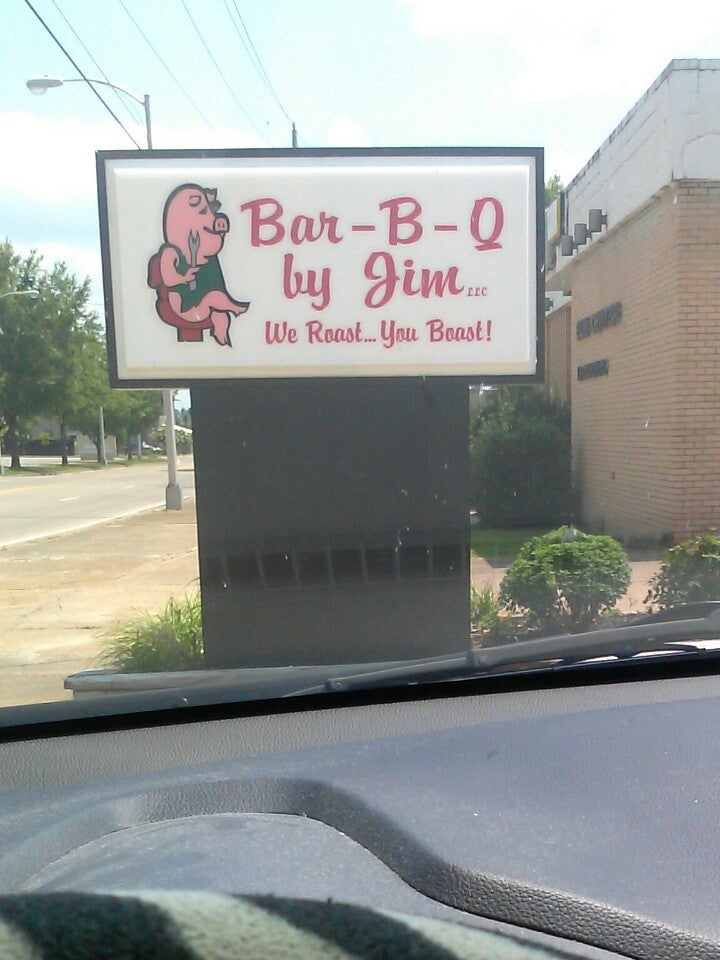 Bar-B-Q
by Jim LLC
We Roast... You Boast!